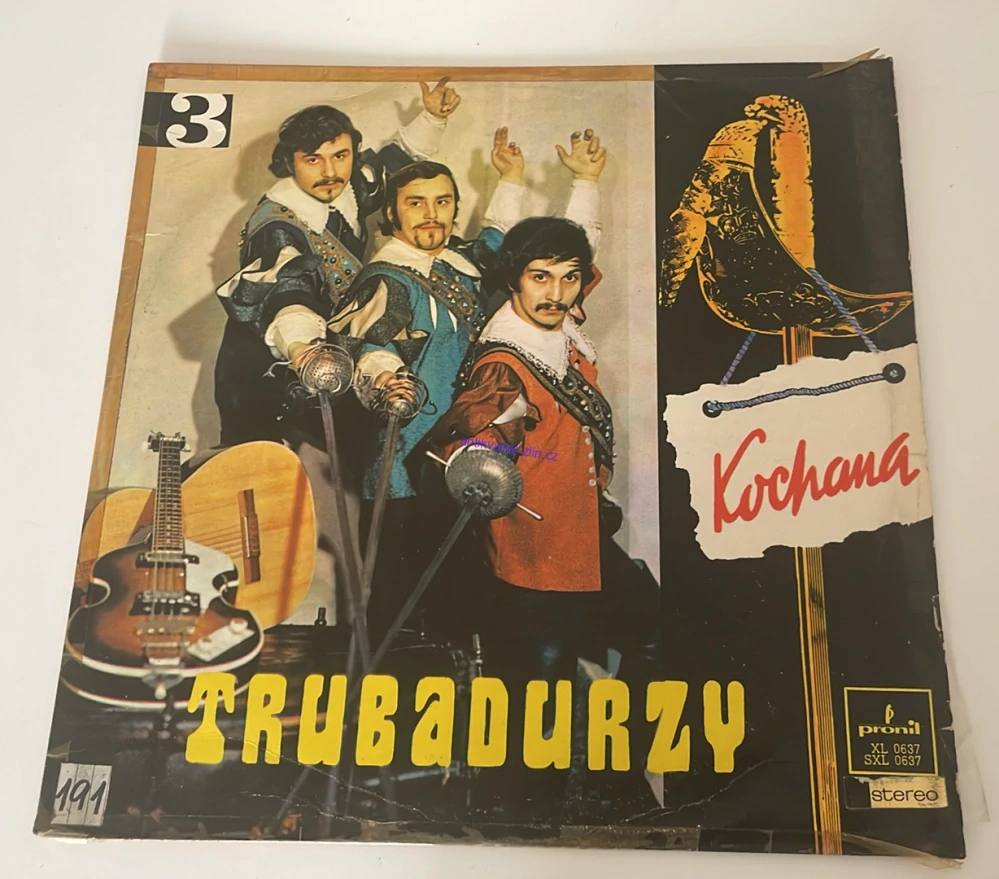 3
Kochana
TRUBADURZY
pronit
XL 0637
SXL 0637
stereo
191